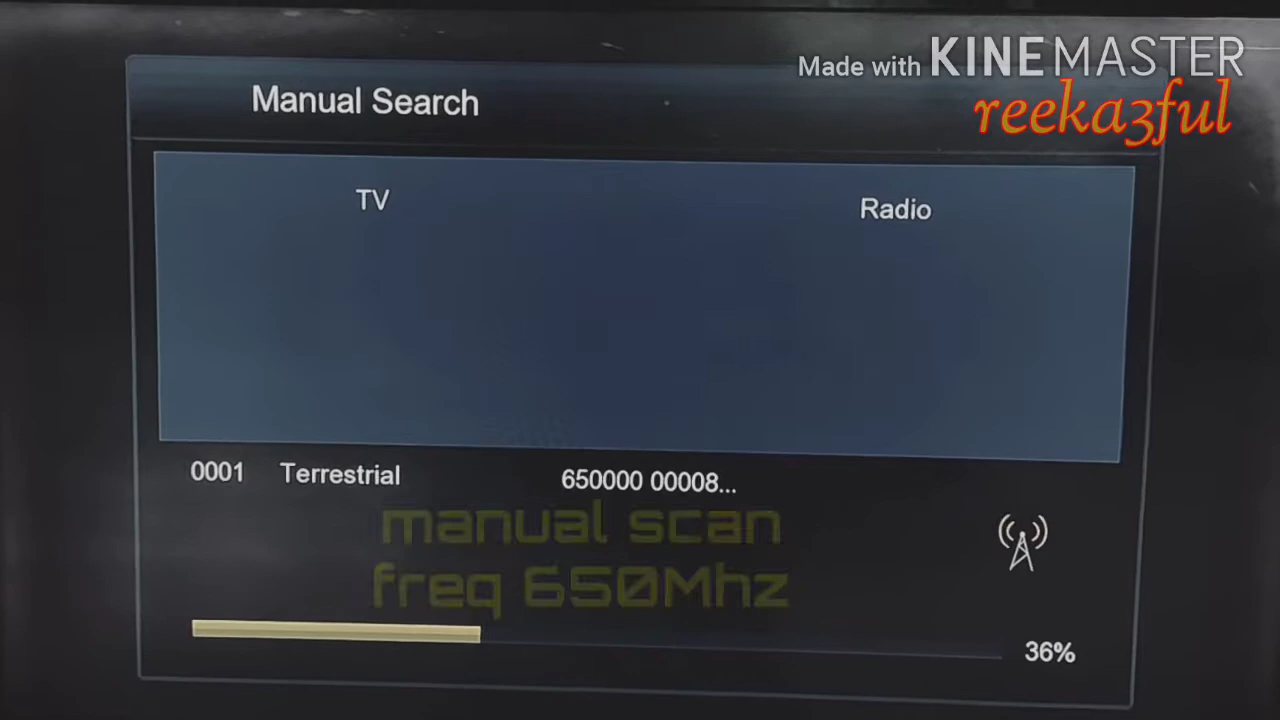 Made with KINEMASTER
reeka3ful
Manual Search
TV
Radio
0001 Terrestrial 650000 00008...
manual scan
freq 650Mhz
36%